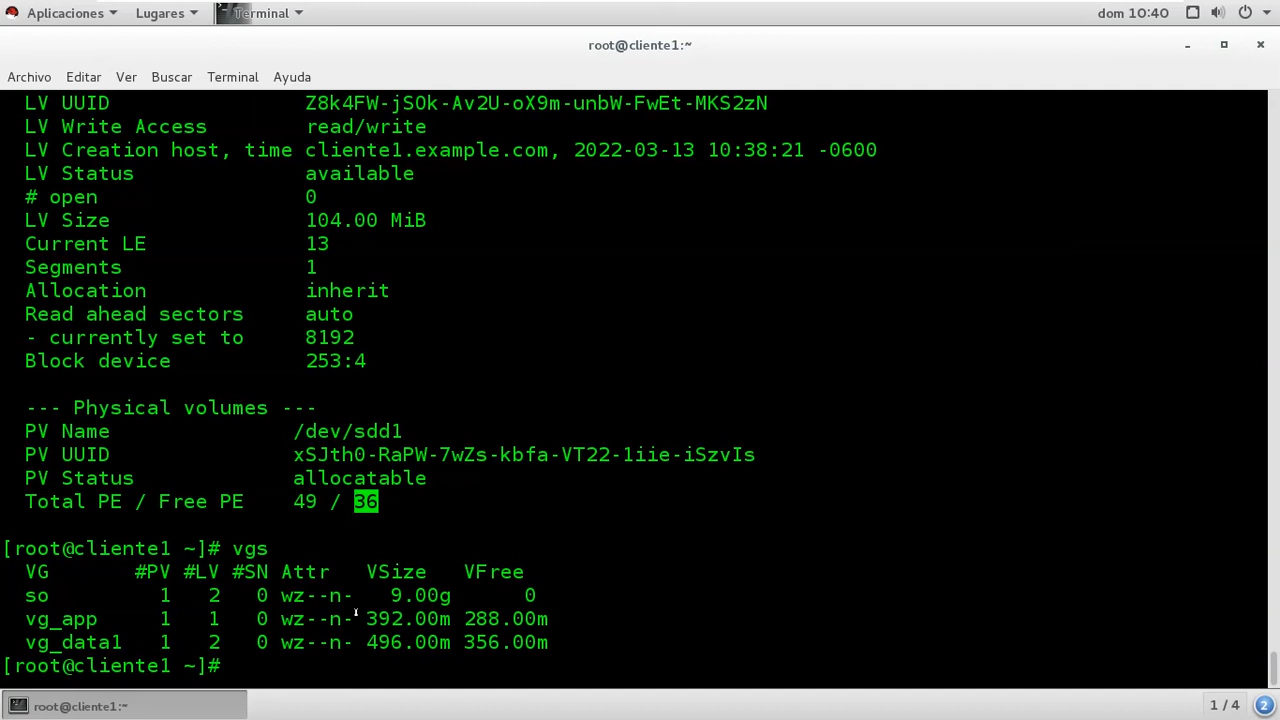 Aplicaciones Lugares Terminal dom 10:40
root@cliente1:~
Archivo Editar Ver Buscar Terminal Ayuda
LV UUID Z8k4FW-jSOk-Av2U-oX9m-unbW-FwEt-MKS2zN
LV Write Access read/write
LV Creation host, time cliente1.example.com, 2022-03-13 10:38:21 -0600
LV Status available
# open 0
LV Size 104.00 MiB
Current LE 13
Segments 1
Allocation inherit
Read ahead sectors auto
- currently set to 8192
Block device 253:4
--- Physical volumes ---
PV Name /dev/sdd1
PV UUID xSJth0-RaPW-7wZs-kbfa-VT22-1iie-iSzvIs
PV Status allocatable
Total PE / Free PE 49 / 36
[root@cliente1 ~]# vgs
VG #PV #LV #SN Attr VSize VFree
so 1 2 0 wz--n- 9.00g 0
vg_app 1 1 0 wz--n- 392.00m 288.00m
vg_data1 1 2 0 wz--n- 496.00m 356.00m
[root@cliente1 ~]#
root@cliente1:~ 1 / 4 2